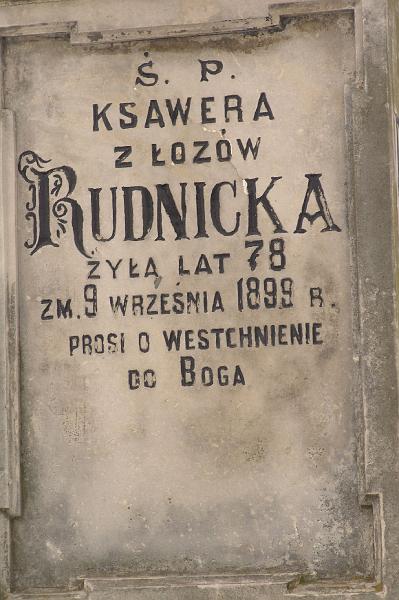 Ś. P.
KSAWERA
Z ŁOZÓW
RUDNICKA
ŻYŁA LAT 78
ZM. 9 WRZEŚNIA 1899 R.
PROSI O WESTCHNIENIE
DO BOGA